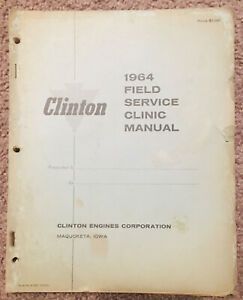 Clinton
1964
FIELD
SERVICE
CLINIC
MANUAL
CLINTON ENGINES CORPORATION
MAQUOKETA, IOWA